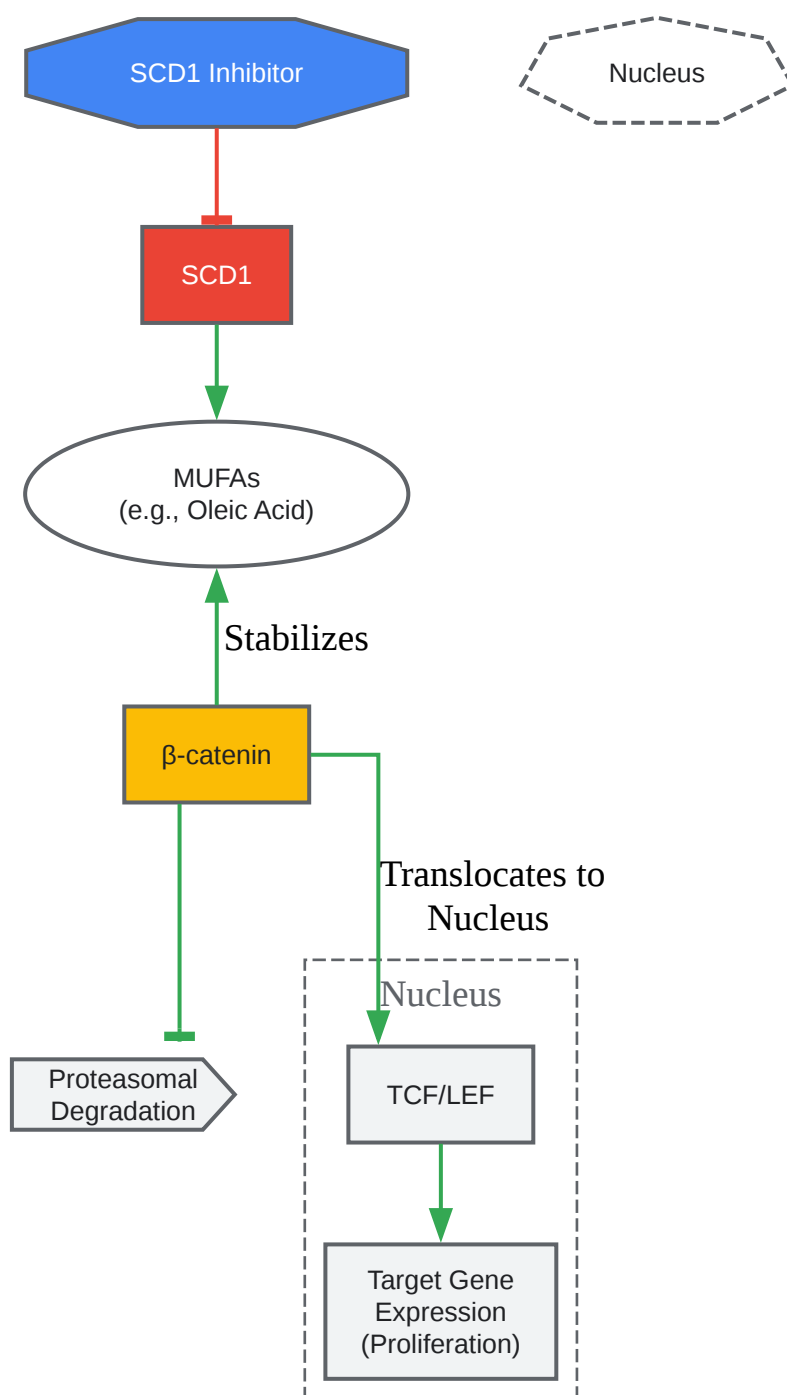 SCD1 Inhibitor
Nucleus
SCD1
MUFAs
(e.g., Oleic Acid)
Stabilizes
β-catenin
Translocates to
Nucleus
Nucleus
Proteasomal
Degradation
TCF/LEF
Target Gene
Expression
(Proliferation)